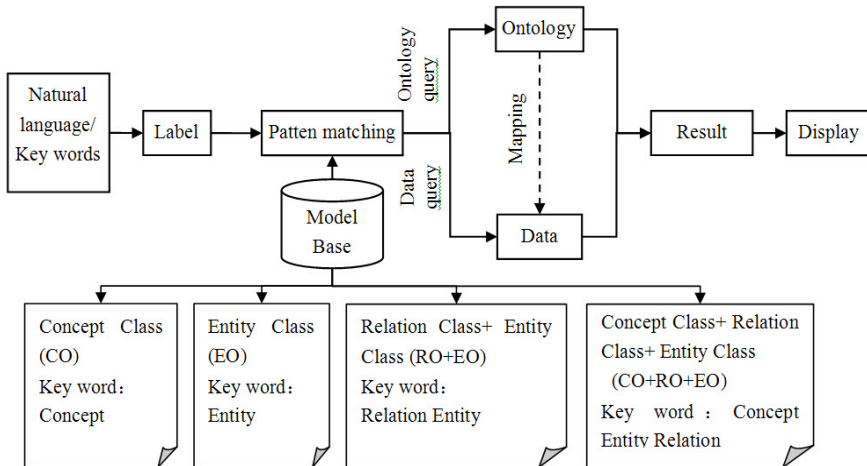 Natural
language/
Key words
Label
Patten matching
Ontology
query
Data
query
Ontology
Mapping
Data
Result
Display
Model
Base
Concept Class
(CO)
Key word：
Concept
Entity Class
(EO)
Key word：
Entity
Relation Class+ Entity
Class (RO+EO)
Key word：
Relation Entity
Concept Class+ Relation
Class+ Entity Class
(CO+RO+EO)
Key word： Concept
Entity Relation